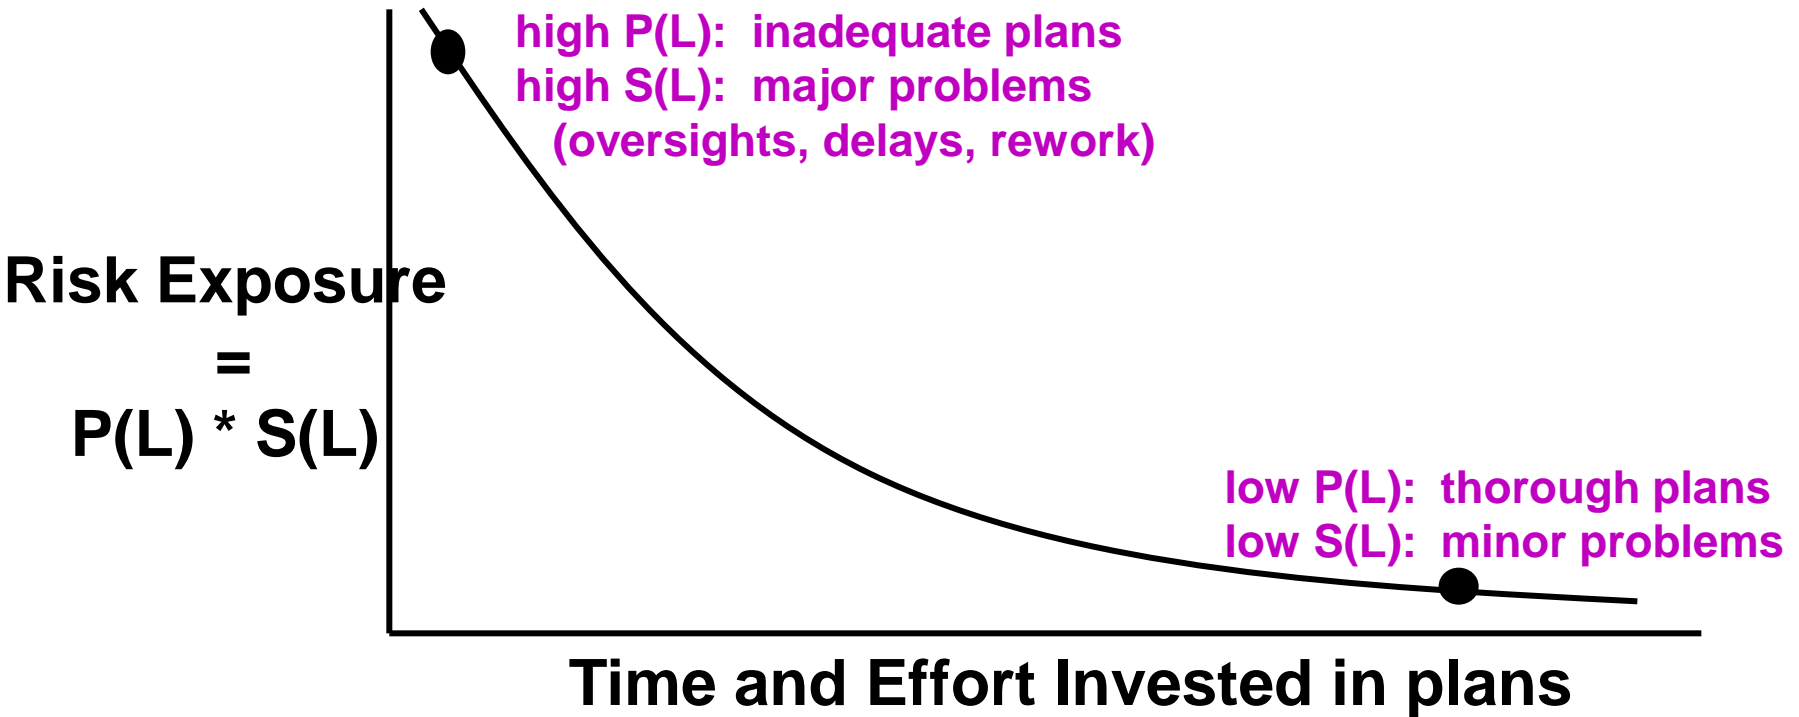 high P(L): inadequate plans
high S(L): major problems
(oversights, delays, rework)
Risk Exposure
=
P(L) * S(L)
low P(L): thorough plans
low S(L): minor problems
Time and Effort Invested in plans